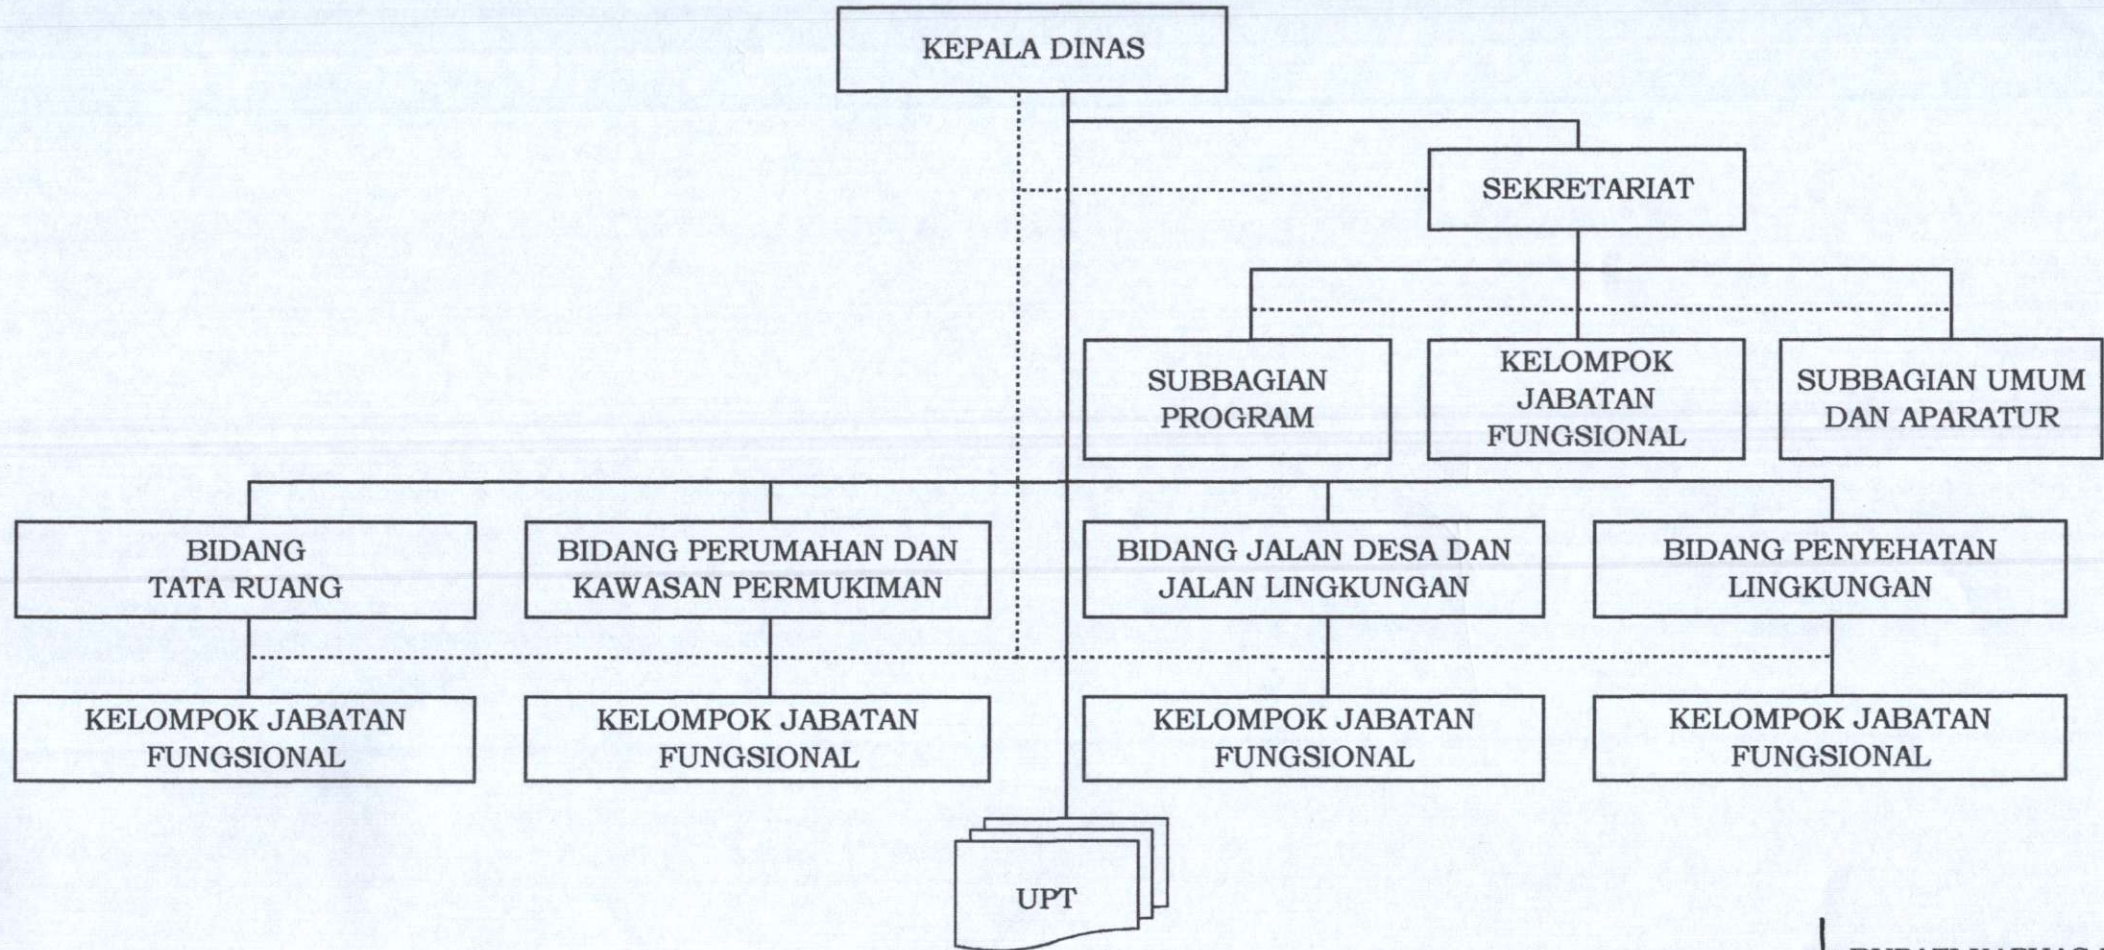 KEPALA DINAS
SEKRETARIAT
SUBBAGIAN
PROGRAM
KELOMPOK
JABATAN
FUNGSIONAL
SUBBAGIAN UMUM
DAN APARATUR
BIDANG
TATA RUANG
BIDANG PERUMAHAN DAN
KAWASAN PERMUKIMAN
BIDANG JALAN DESA DAN
JALAN LINGKUNGAN
BIDANG PENYEHATAN
LINGKUNGAN
KELOMPOK JABATAN
FUNGSIONAL
KELOMPOK JABATAN
FUNGSIONAL
KELOMPOK JABATAN
FUNGSIONAL
KELOMPOK JABATAN
FUNGSIONAL
UPT